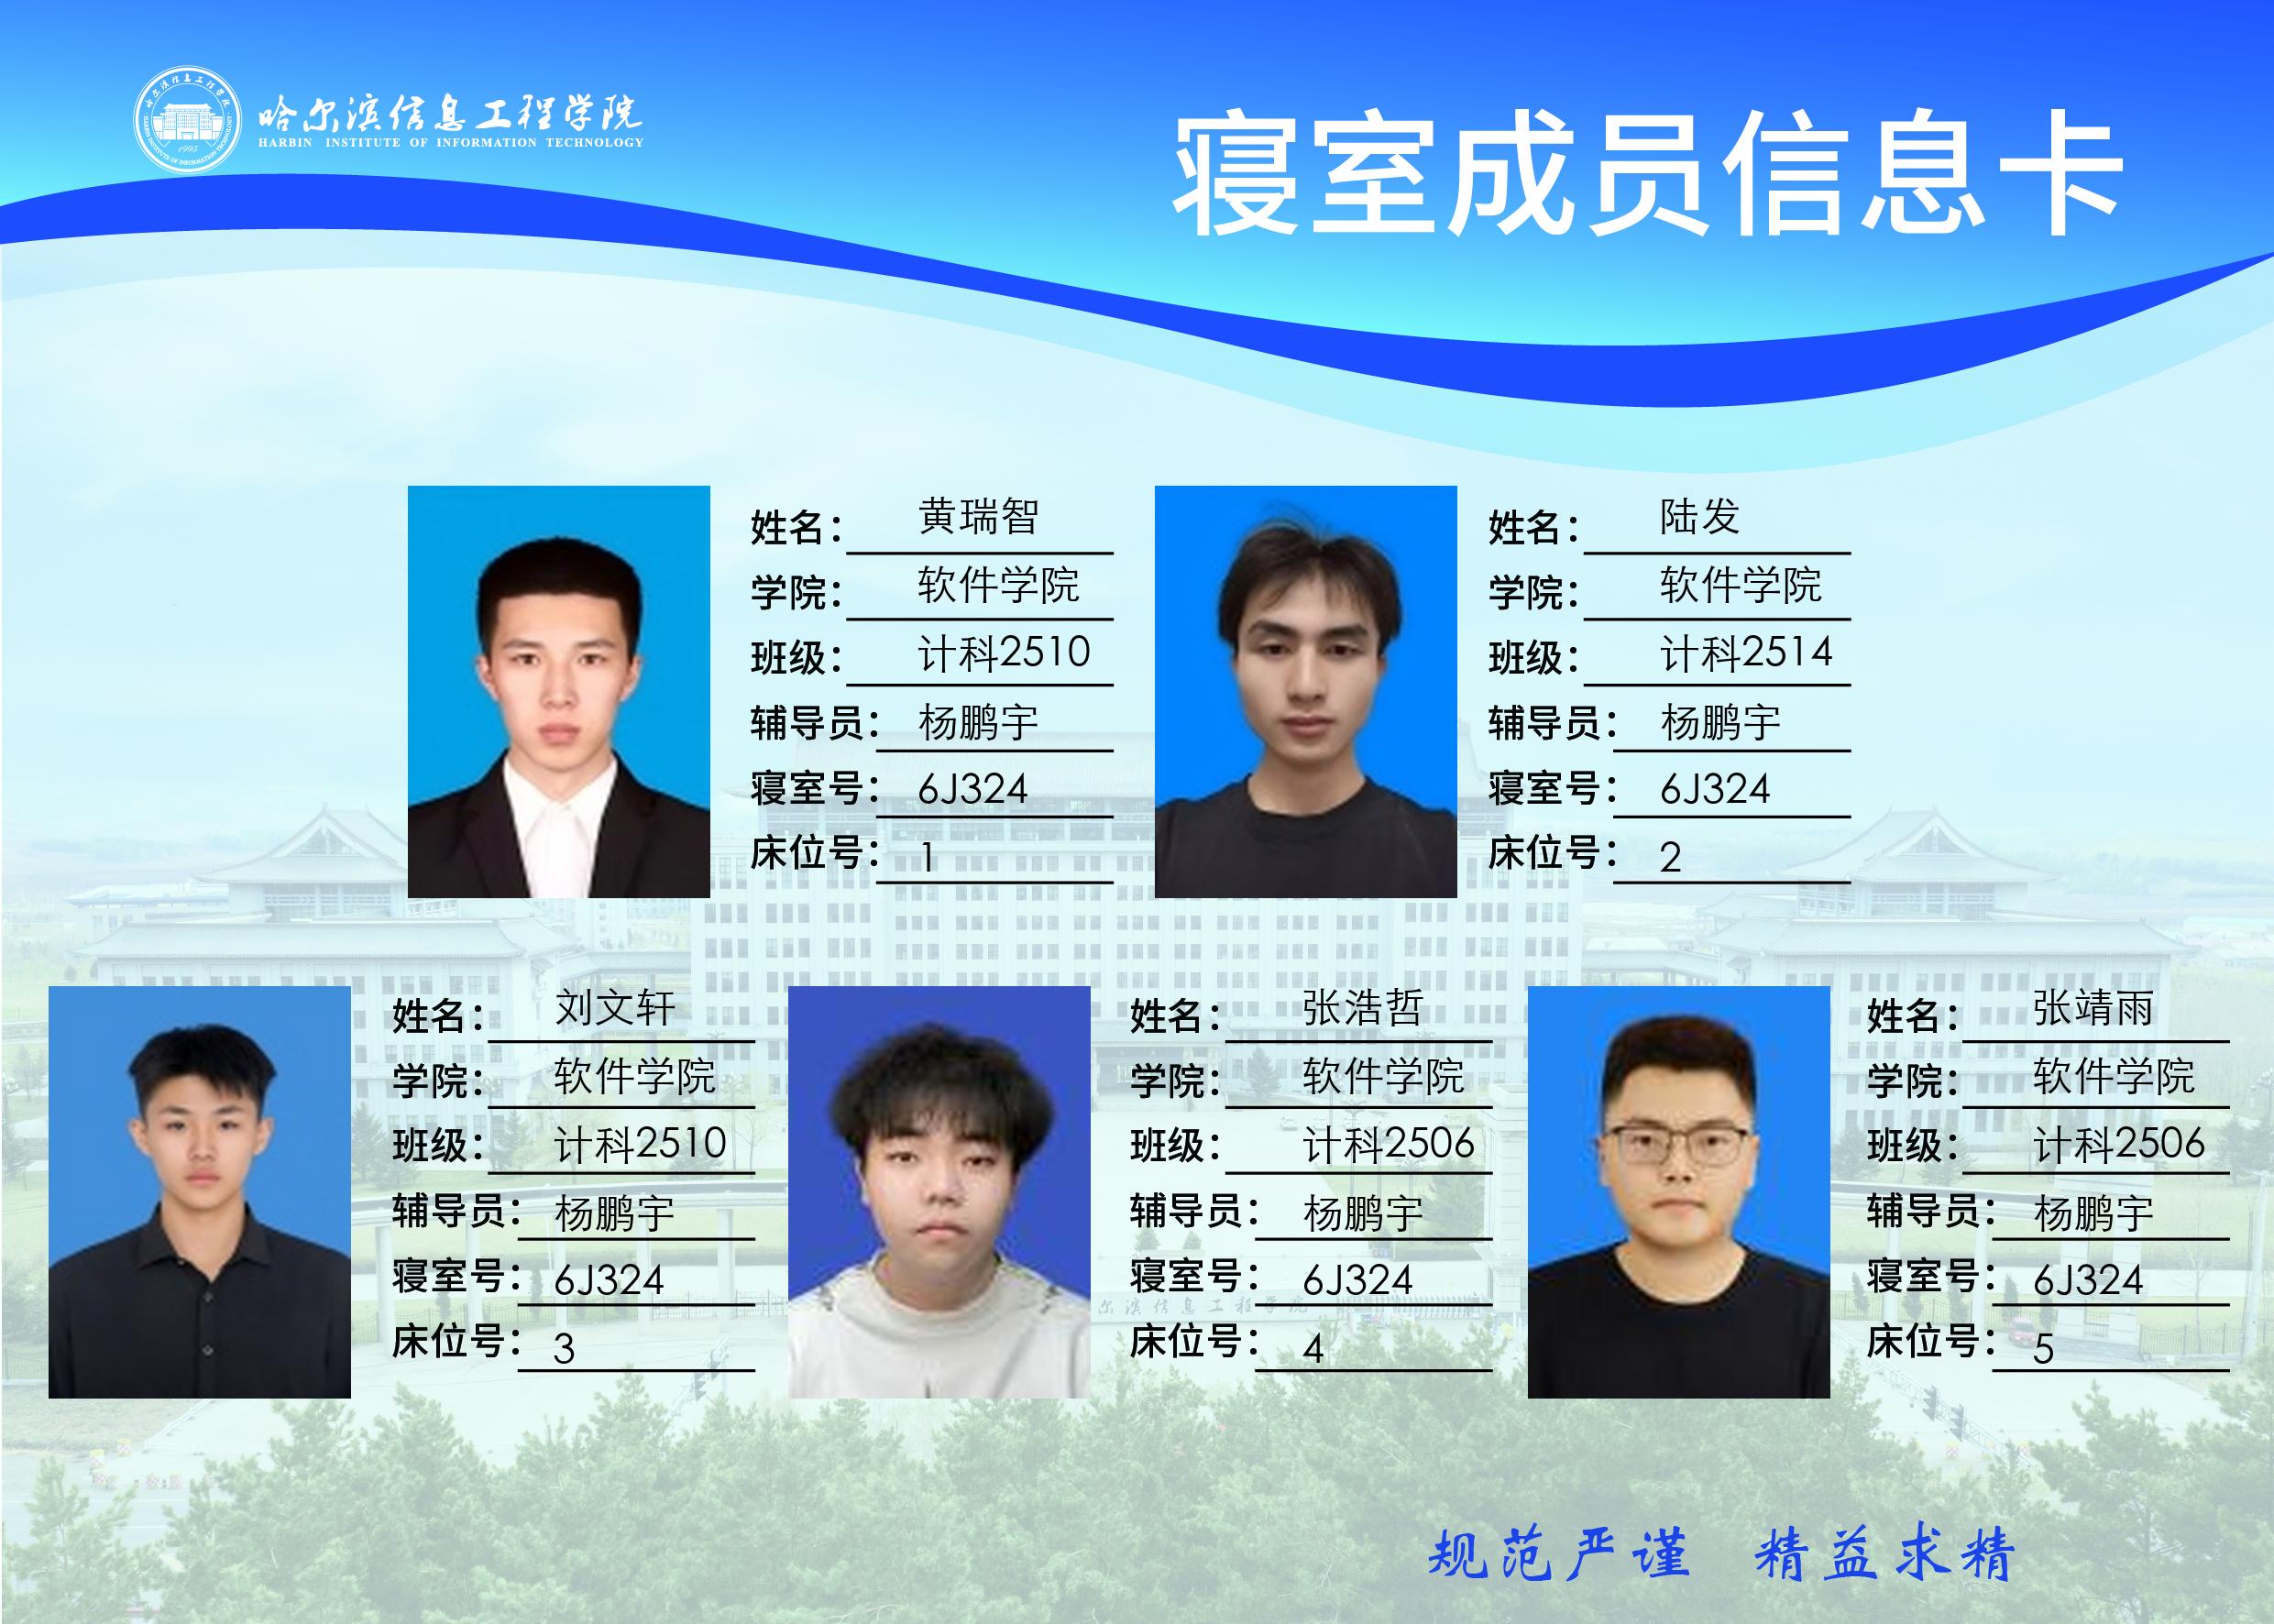 哈尔滨信息工程学院
HARBIN INSTITUTE OF INFORMATION TECHNOLOGY
1995
寝室成员信息卡
姓名： 黄瑞智
学院： 软件学院
班级： 计科2510
辅导员： 杨鹏宇
寝室号： 6J324
床位号： 1
姓名： 陆发
学院： 软件学院
班级： 计科2514
辅导员： 杨鹏宇
寝室号： 6J324
床位号： 2
姓名： 刘文轩
学院： 软件学院
班级： 计科2510
辅导员： 杨鹏宇
寝室号： 6J324
床位号： 3
姓名： 张浩哲
学院： 软件学院
班级： 计科2506
辅导员： 杨鹏宇
寝室号： 6J324
床位号： 4
姓名： 张靖雨
学院： 软件学院
班级： 计科2506
辅导员： 杨鹏宇
寝室号： 6J324
床位号： 5
尔滨信息工程学院
规范严谨 精益求精